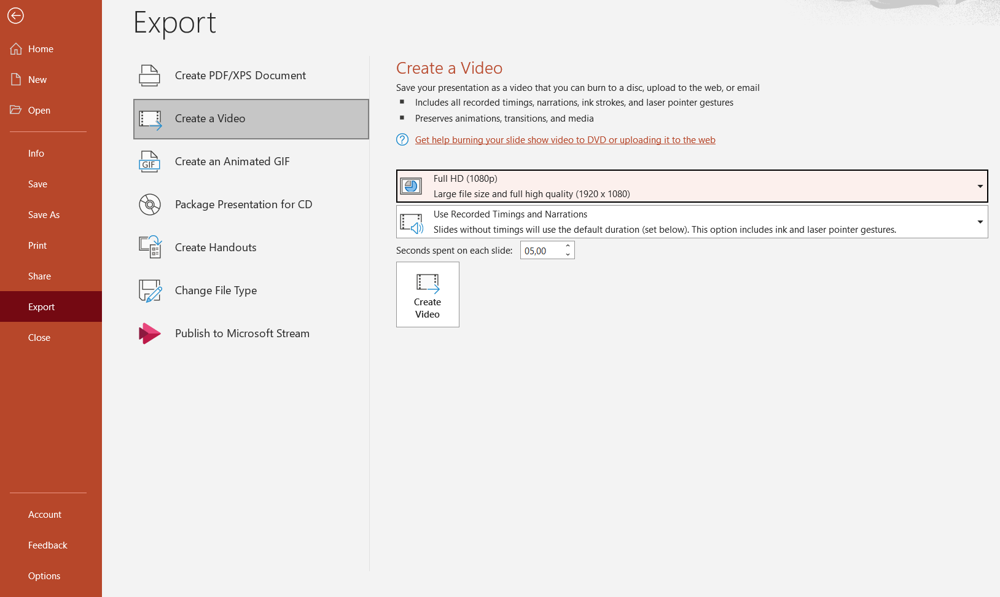 Export
Home
New
Open
Info
Save
Save As
Print
Share
Export
Close
Account
Feedback
Options
Create PDF/XPS Document
Create a Video
Create an Animated GIF
GIF
Package Presentation for CD
Create Handouts
Change File Type
Publish to Microsoft Stream
Create a Video
Save your presentation as a video that you can burn to a disc, upload to the web, or email
Includes all recorded timings, narrations, ink strokes, and laser pointer gestures
Preserves animations, transitions, and media
Get help burning your slide show video to DVD or uploading it to the web
Full HD (1080p)
Large file size and full high quality (1920 x 1080)
Use Recorded Timings and Narrations
Slides without timings will use the default duration (set below). This option includes ink and laser pointer gestures.
Seconds spent on each slide: 05,00
Create
Video